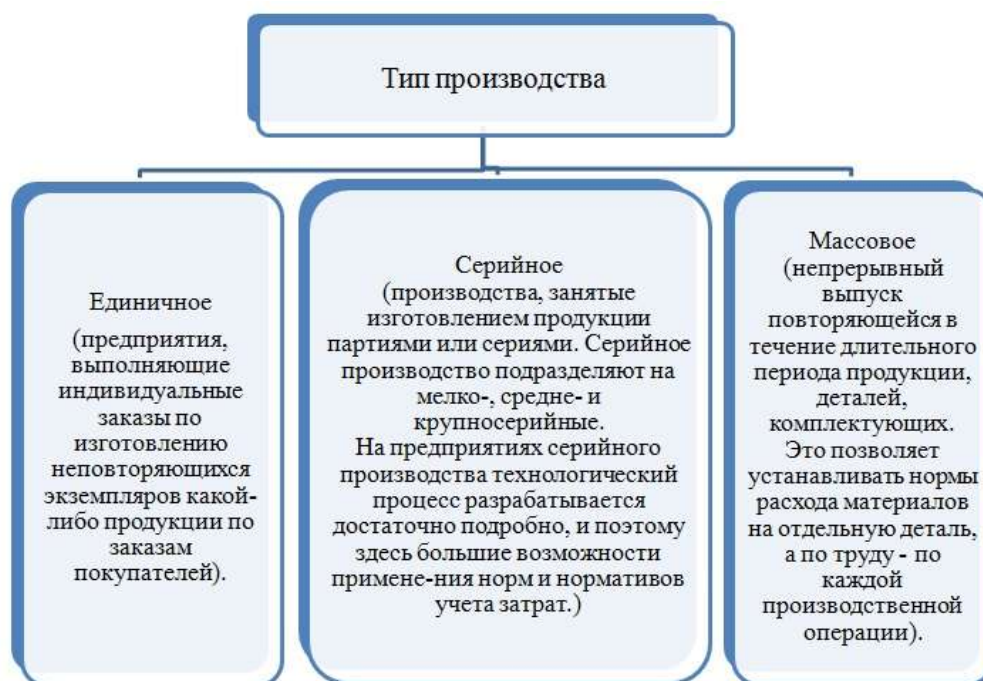 Тип производства
Единичное
(предприятия,
выполняющие
индивидуальные
заказы по
изготовлению
неповторяющихся
экземпляров какой-
либо продукции по
заказам
покупателей).
Серийное
(производства, занятые
изготовлением продукции
партиями или сериями. Серийное
производство подразделяют на
мелко-, средне- и
крупносерийные.
На предприятиях серийного
производства технологический
процесс разрабатывается
достаточно подробно, и поэтому
здесь большие возможности
примене-ния норм и нормативов
учета затрат.)
Массовое
(непрерывный
выпуск
повторяющейся в
течение длительного
периода продукции,
деталей,
комплектующих.
Это позволяет
устанавливать нормы
расхода материалов
на отдельную деталь,
а по труду - по
каждой
производственной
операции).